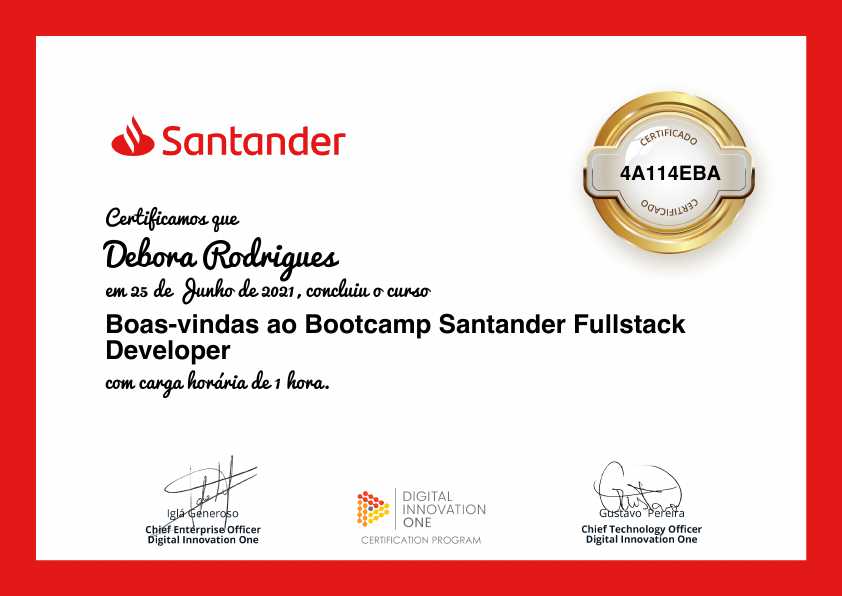 Santander
CERTIFICADO
4A114EBA
CERTIFICADO
Certificamos que
Debora Rodrigues
em 25 de Junho de 2021, concluiu o curso
Boas-vindas ao Bootcamp Santander Fullstack
Developer
com carga horária de 1 hora.
Iglá Generoso
Chief Enterprise Officer
Digital Innovation One
DIGITAL
INNOVATION
ONE
CERTIFICATION PROGRAM
Gustavo Pereira
Chief Technology Officer
Digital Innovation One